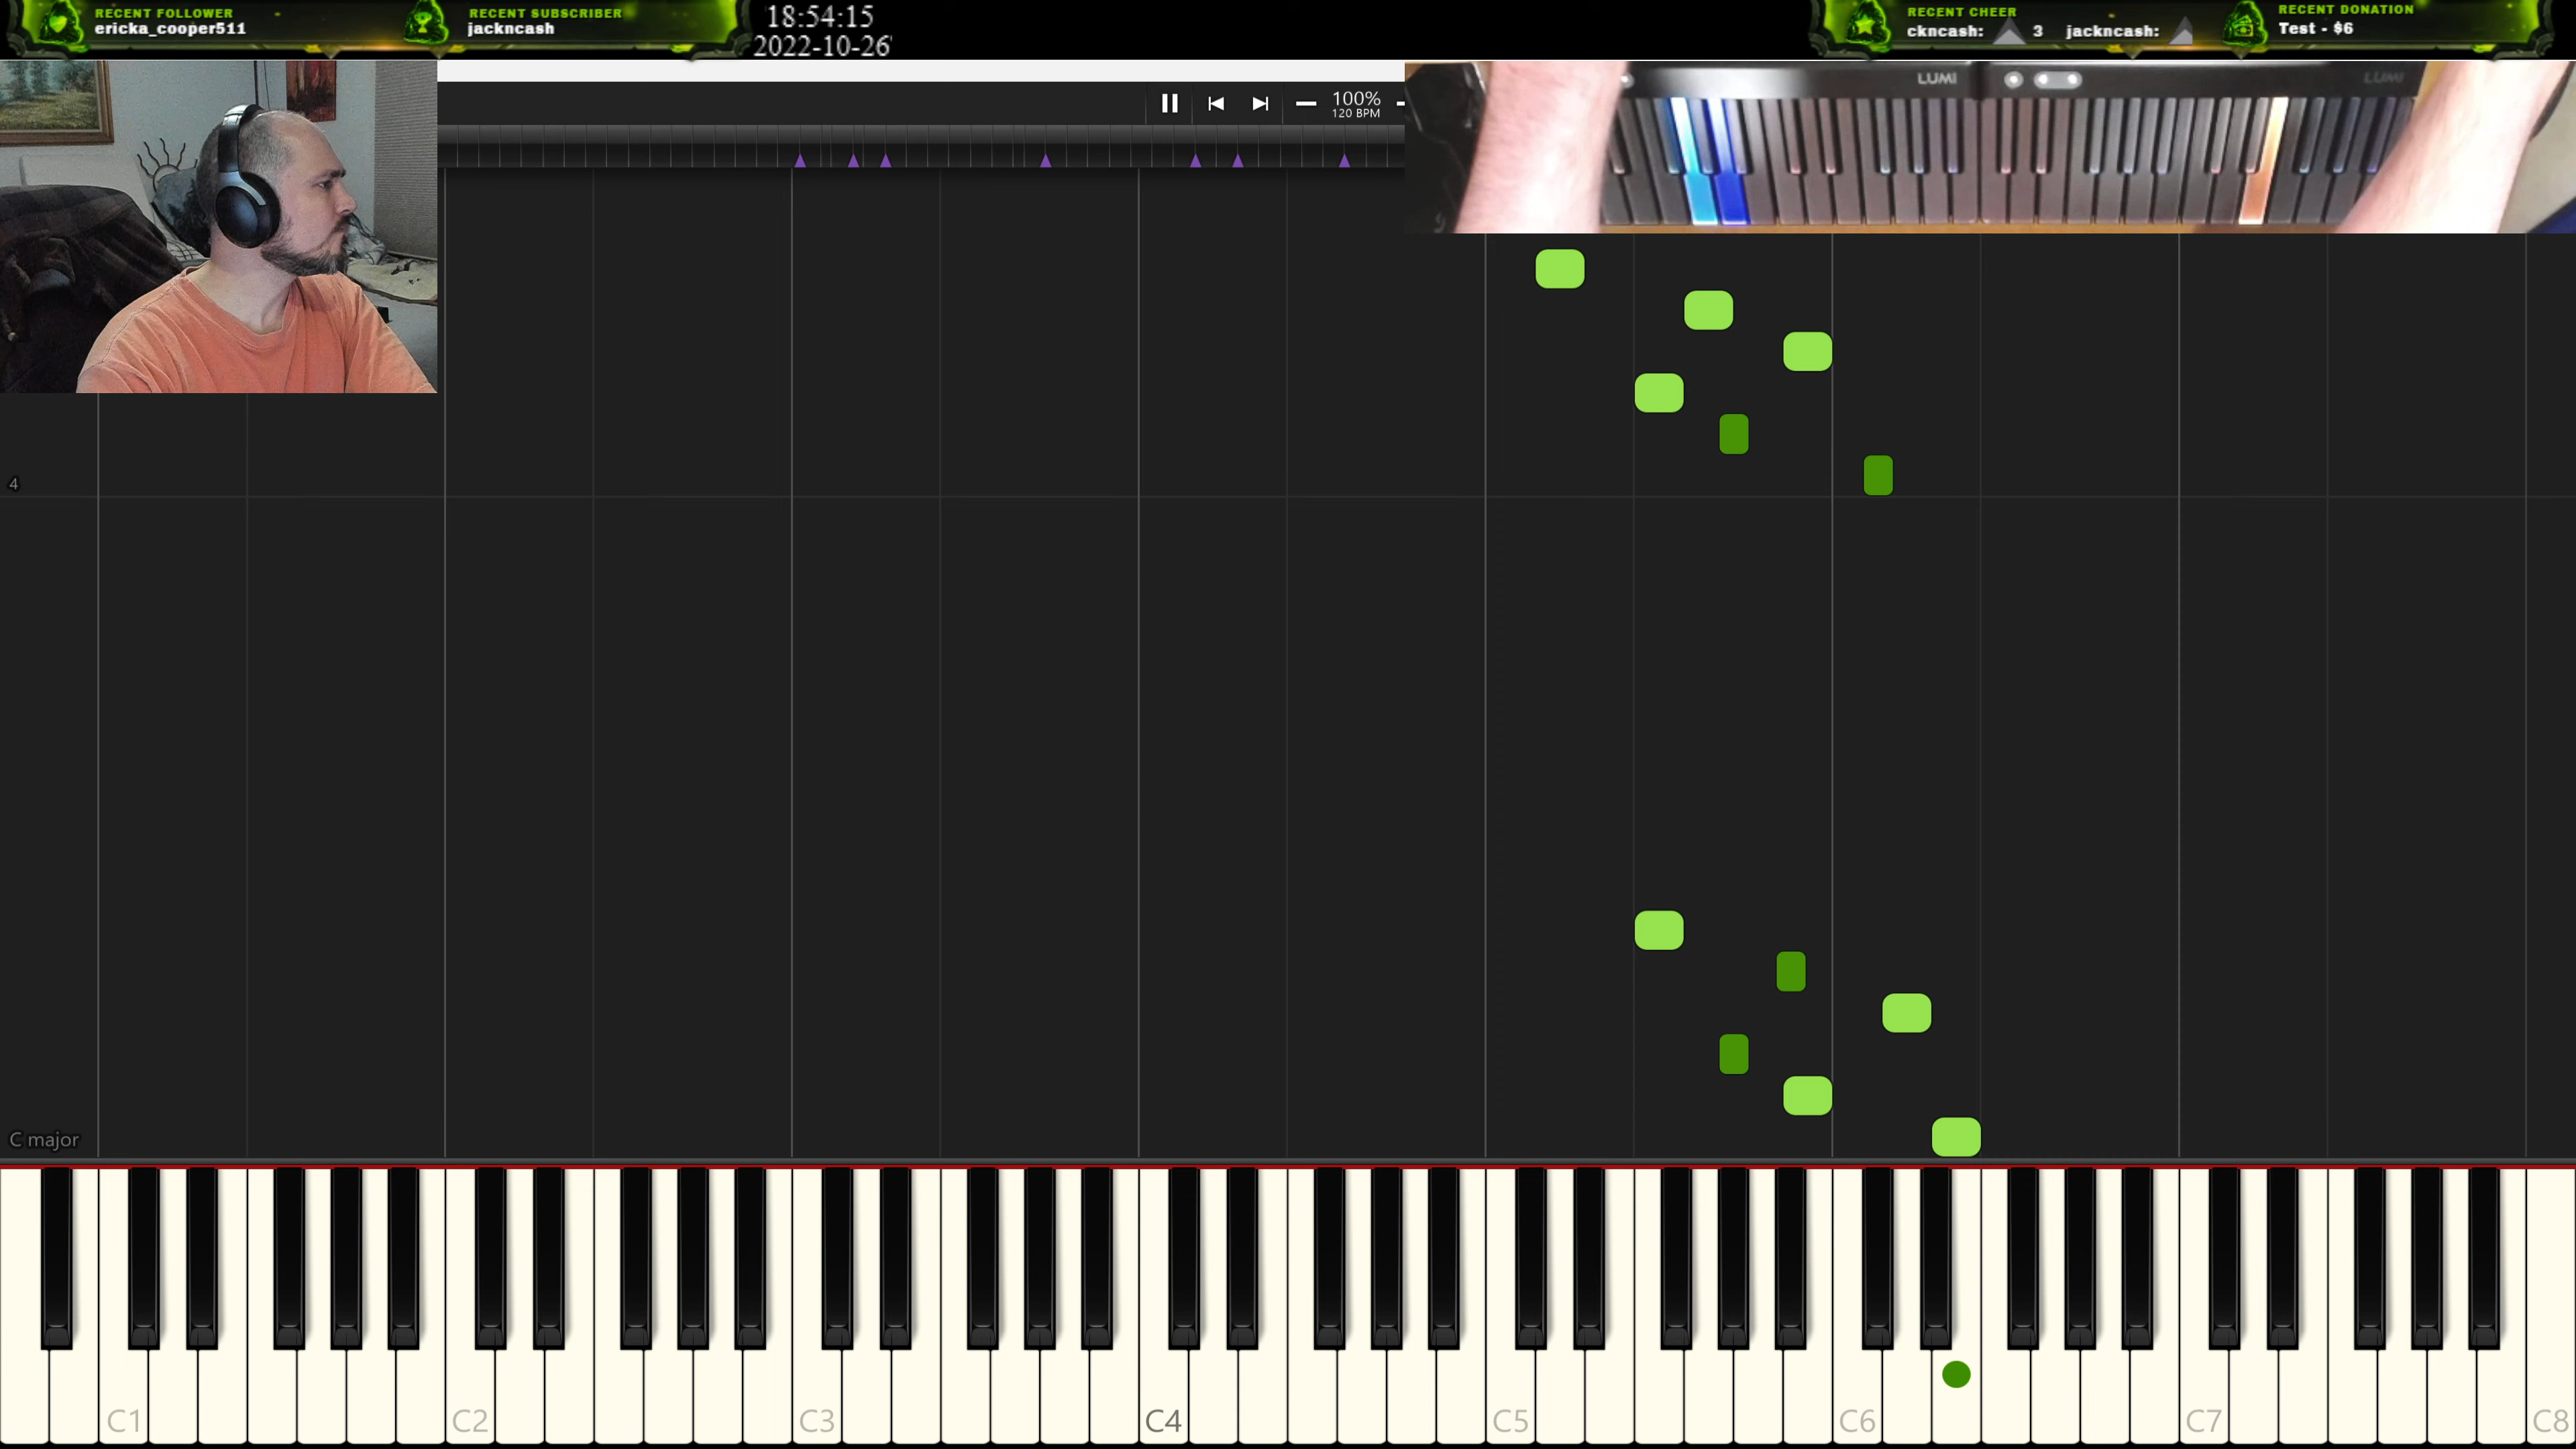 RECENT FOLLOWER
ericka_cooper511
RECENT SUBSCRIBER
jackncash
18:54:15
2022-10-26
RECENT CHEER
ckncash: 3 jackncash:
RECENT DONATION
Test - $6
100%
120 BPM
LUMI
LUMI
4
C major
C1
C2
C3
C4
C5
C6
C7
C8